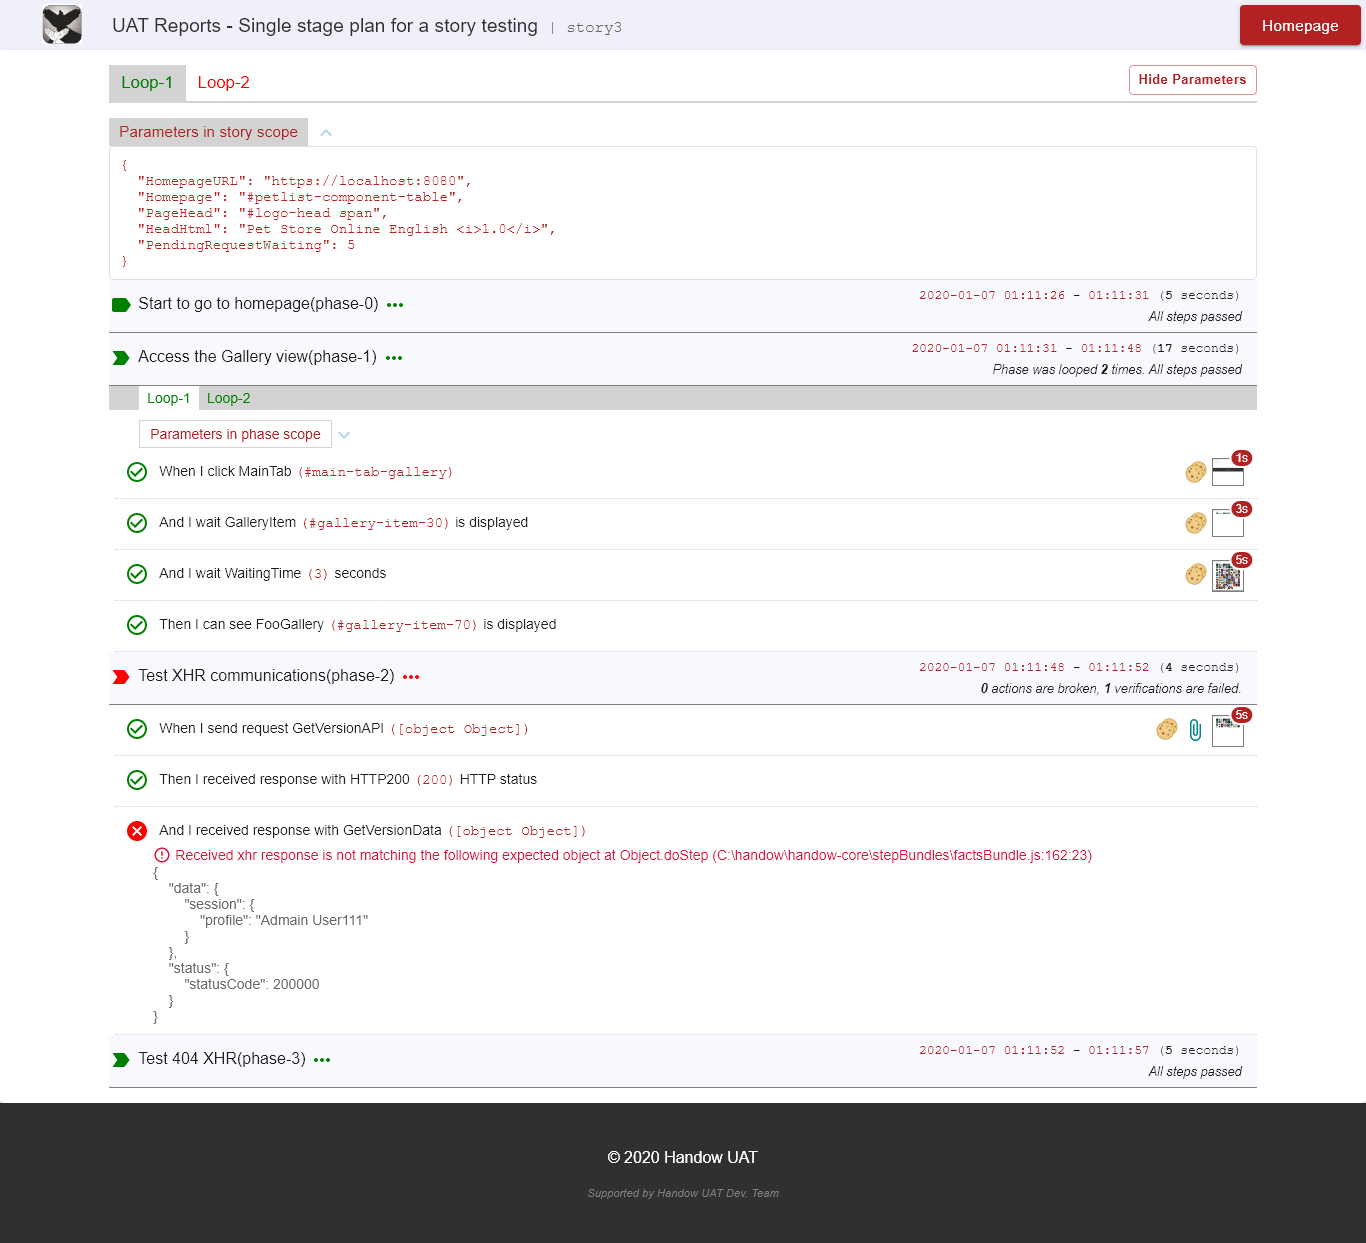 UAT Reports - Single stage plan for a story testing | story3
Homepage
Loop-1 Loop-2
Hide Parameters
Parameters in story scope
{
"HomepageURL": "https://localhost:8080",
"Homepage": "#petlist-component-table",
"PageHead": "#logo-head span",
"HeadHtml": "Pet Store Online English <i>1.0</i>",
"PendingRequestWaiting": 5
}
Start to go to homepage(phase-0) •••
2020-01-07 01:11:26 - 01:11:31 (5 seconds)
All steps passed
Access the Gallery view(phase-1) •••
2020-01-07 01:11:31 - 01:11:48 (17 seconds)
Phase was looped 2 times. All steps passed
Loop-1 Loop-2
Parameters in phase scope
When I click MainTab (#main-tab-gallery)
1s
And I wait GalleryItem (#gallery-item-30) is displayed
3s
And I wait WaitingTime (3) seconds
5s
Then I can see FooGallery (#gallery-item-70) is displayed
Test XHR communications(phase-2) •••
2020-01-07 01:11:48 - 01:11:52 (4 seconds)
0 actions are broken, 1 verifications are failed.
When I send request GetVersionAPI ([object Object])
5s
Then I received response with HTTP200 (200) HTTP status
And I received response with GetVersionData ([object Object])
Received xhr response is not matching the following expected object at Object.doStep (C:\handow\handow-core\stepBundles\factsBundle.js:162:23)
{
"data": {
"session": {
"profile": "Admain User111"
}
},
"status": {
"statusCode": 200000
}
}
Test 404 XHR(phase-3) •••
2020-01-07 01:11:52 - 01:11:57 (5 seconds)
All steps passed
© 2020 Handow UAT
Supported by Handow UAT Dev. Team